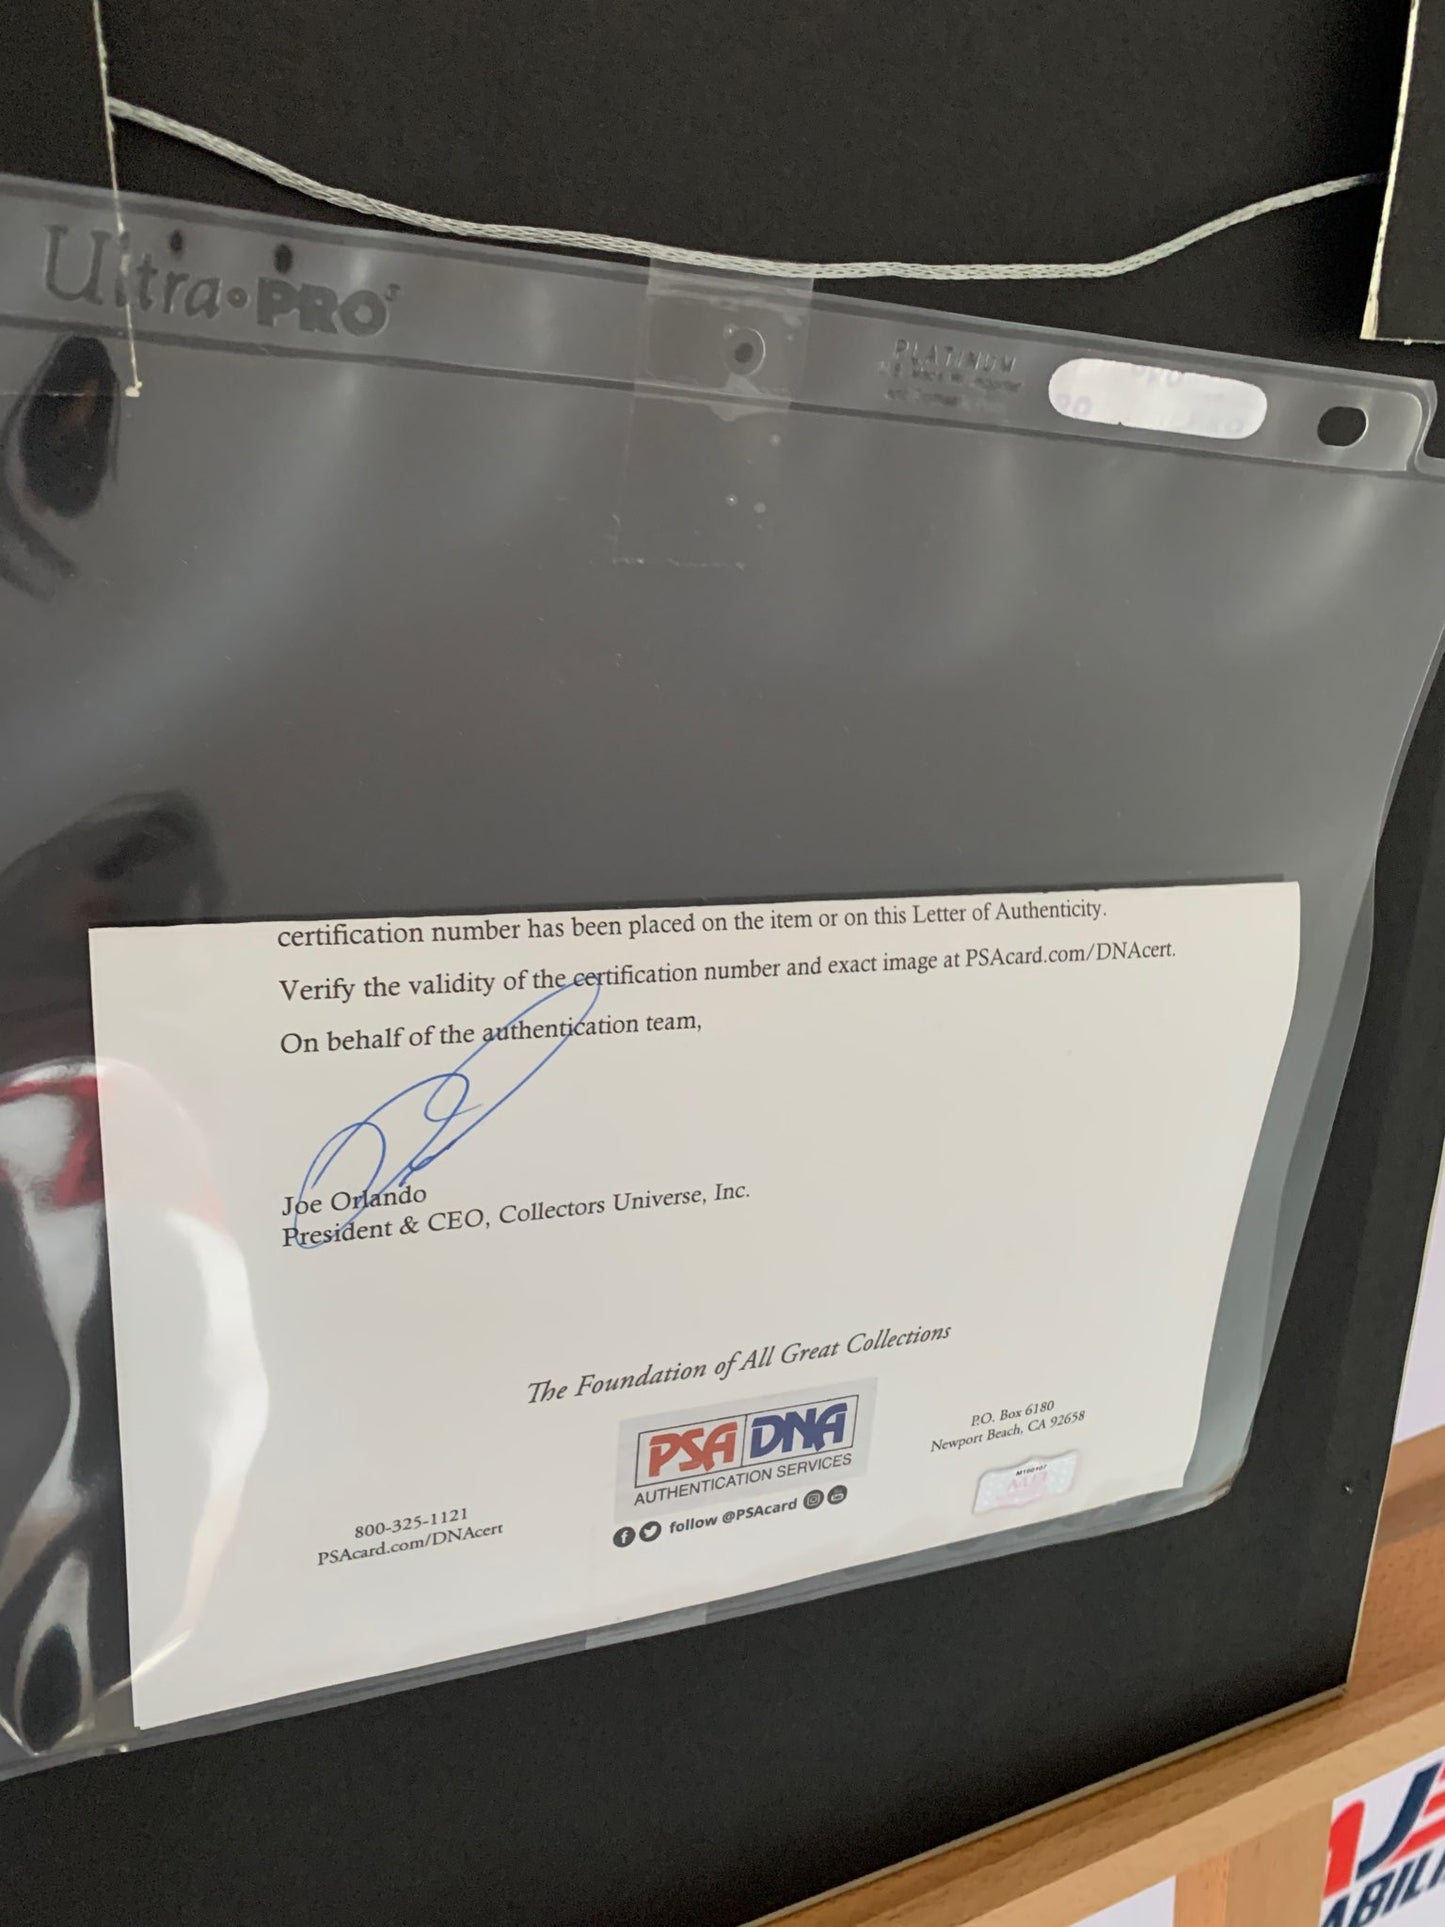 Ultra•PRO
PLATINUM
certification number has been placed on the item or on this Letter of Authenticity.
Verify the validity of the certification number and exact image at PSAcard.com/DNAcert.
On behalf of the authentication team,
Joe Orlando
President & CEO, Collectors Universe, Inc.
The Foundation of All Great Collections
PSA DNA
AUTHENTICATION SERVICES
follow @PSAcard
P.O. Box 6180
Newport Beach, CA 92658
800-325-1121
PSAcard.com/DNAcert